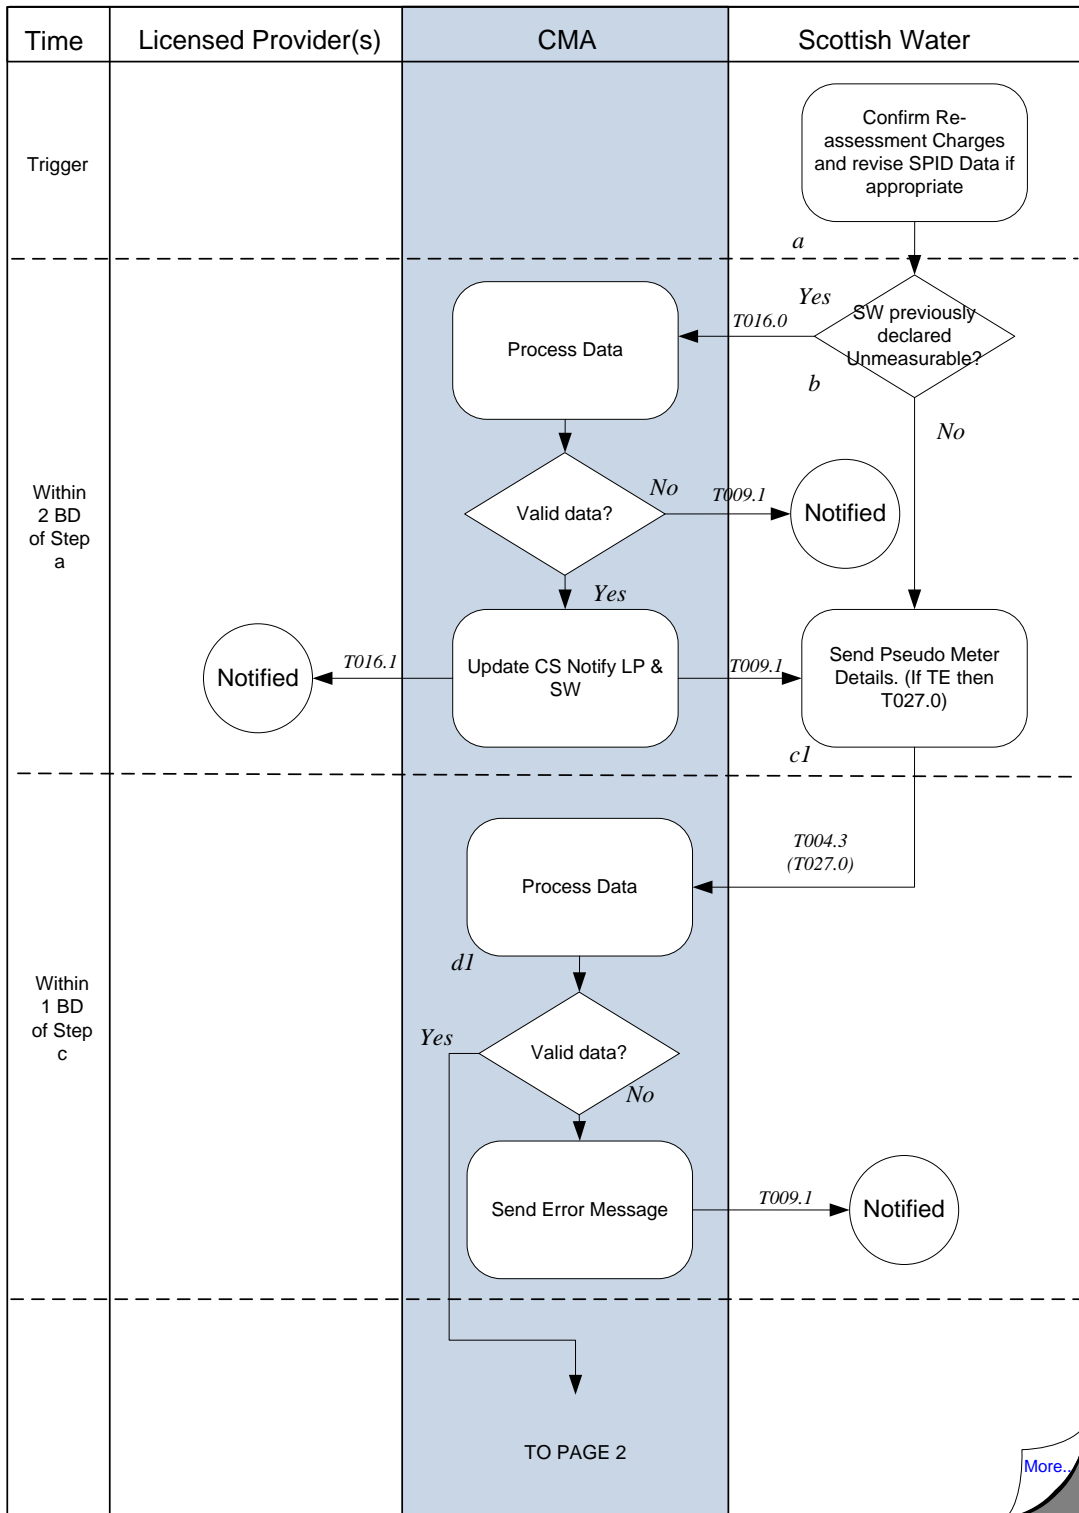 Time
Licensed Provider(s)
CMA
Scottish Water
Trigger
Confirm Re-
assessment Charges
and revise SPID Data if
appropriate
a
Yes
SW previously
declared
Unmeasurable?
T016.0
Process Data
b
No
Within
2 BD
of Step
a
Valid data?
No
T009.1
Notified
Yes
Notified
T016.1
Update CS Notify LP &
SW
T009.1
Send Pseudo Meter
Details. (If TE then
T027.0)
c1
T004.3
(T027.0)
Process Data
d1
Within
1 BD
of Step
c
Yes
Valid data?
No
Send Error Message
T009.1
Notified
TO PAGE 2
More..